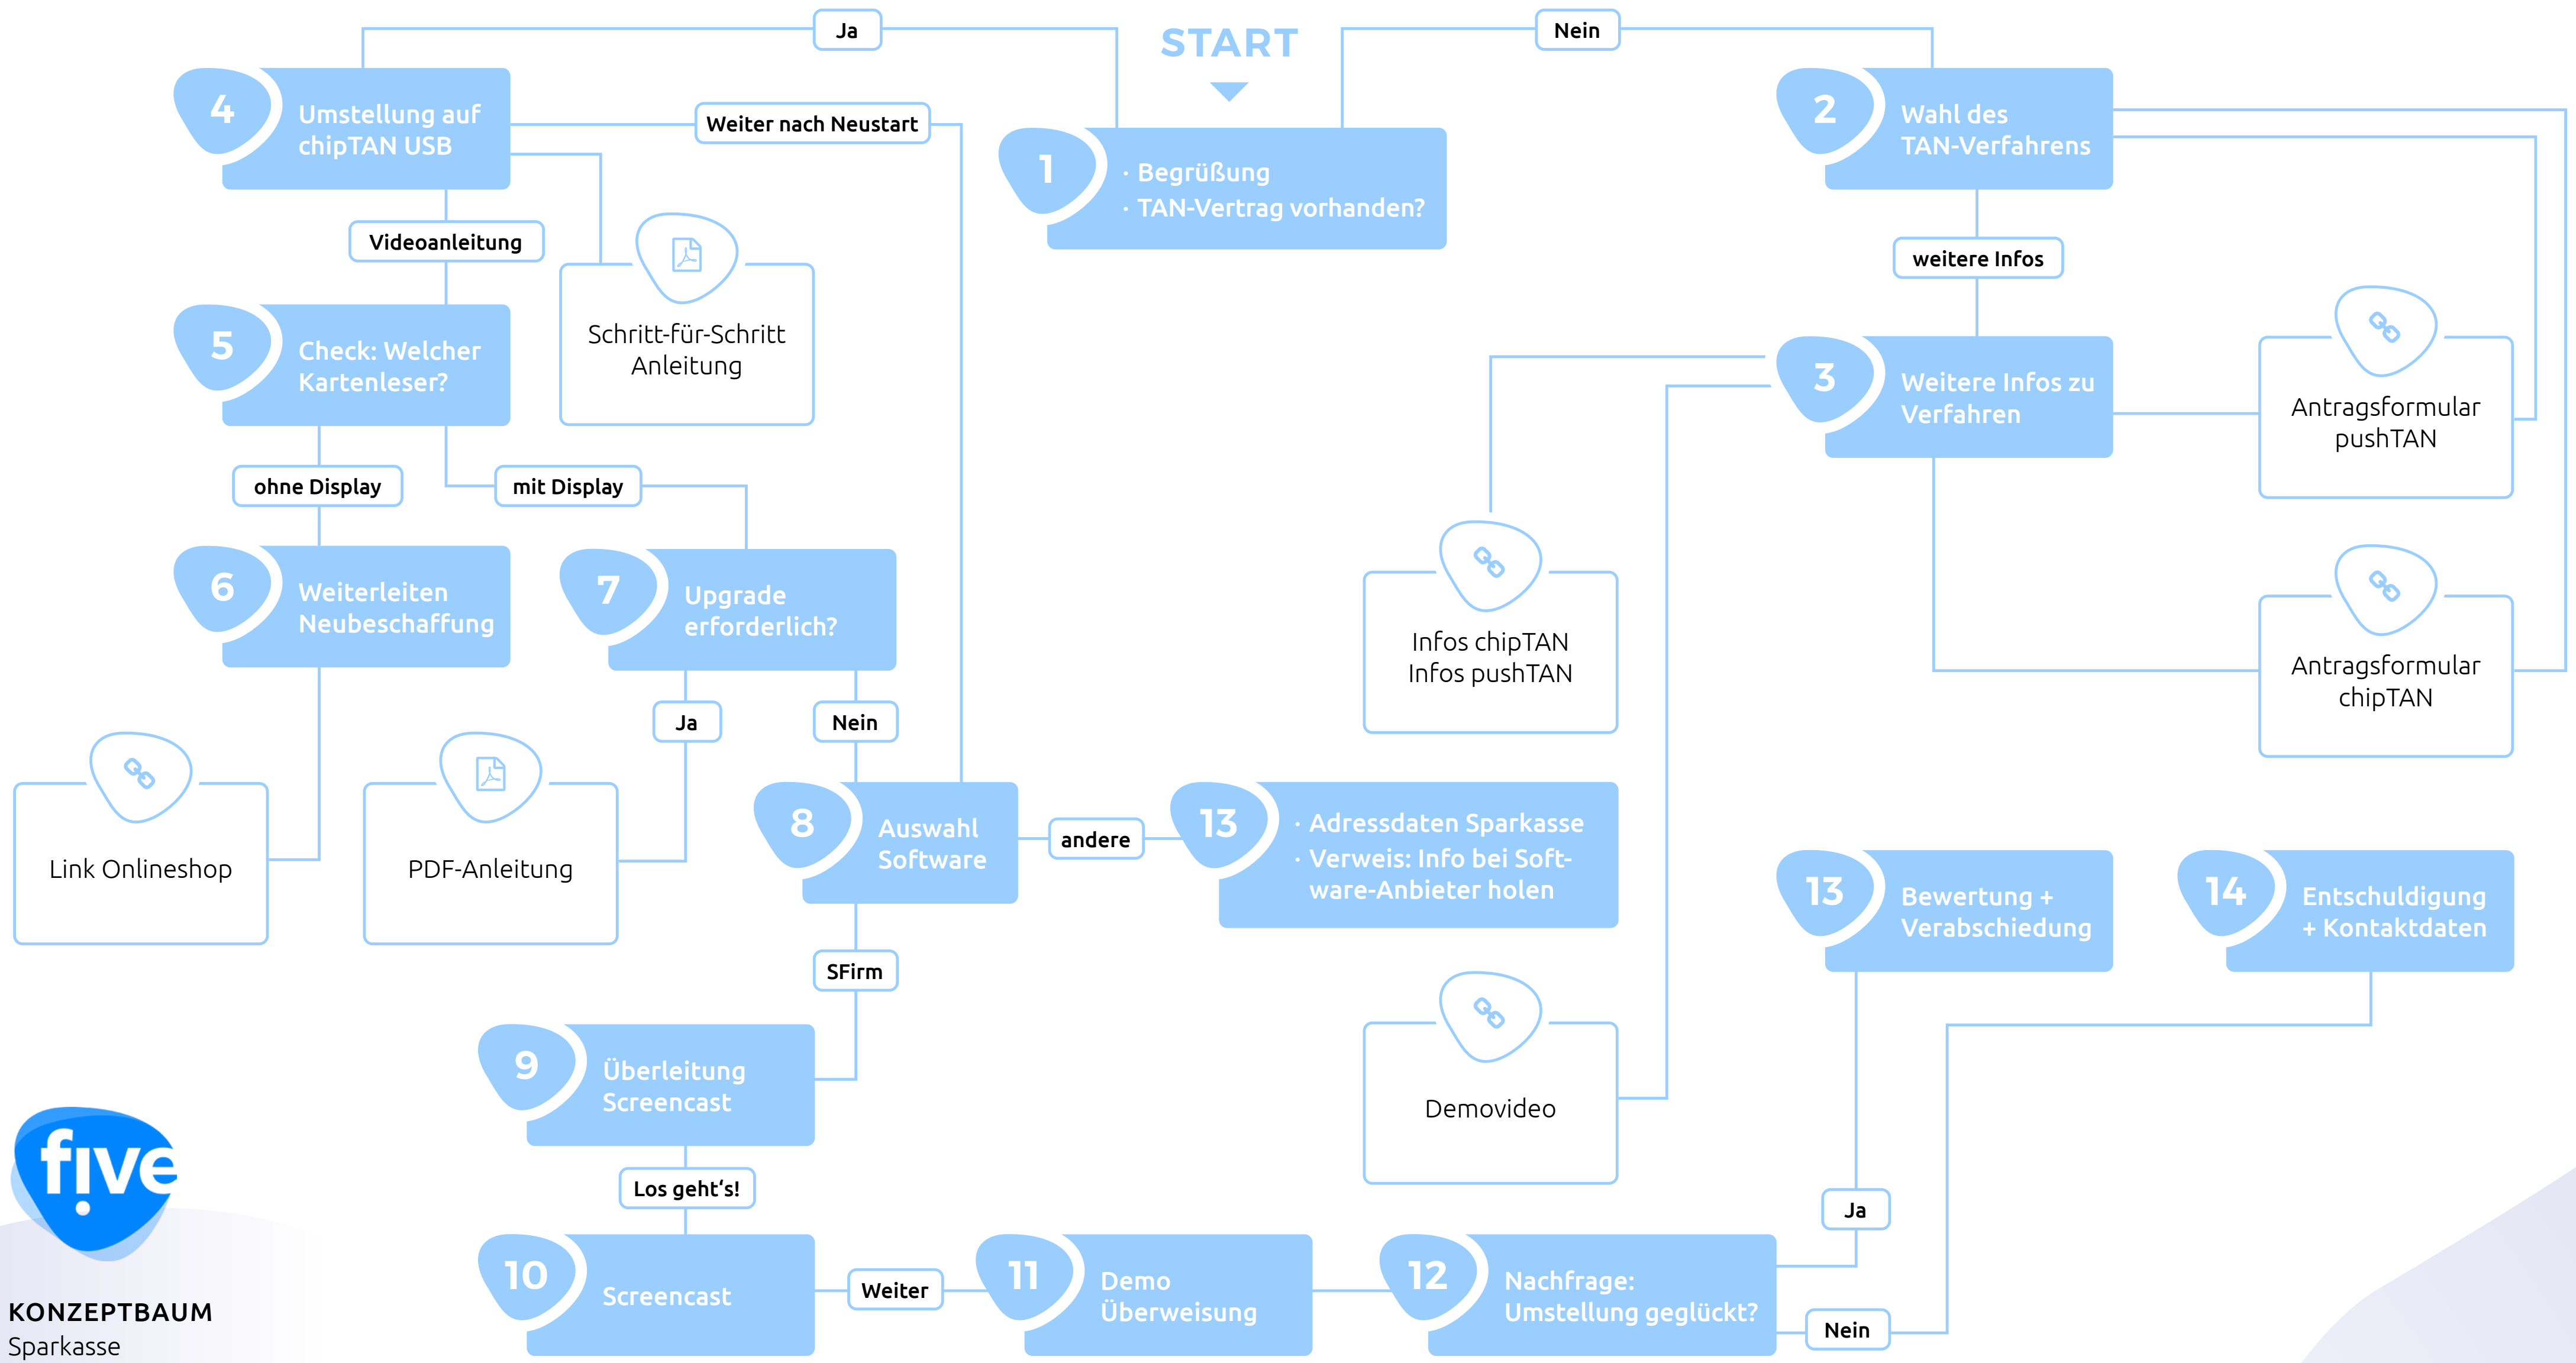 START
Ja
Nein
1
· Begrüßung
· TAN-Vertrag vorhanden?
2
Wahl des
TAN-Verfahrens
weitere Infos
3
Weitere Infos zu
Verfahren
Antragsformular
pushTAN
Antragsformular
chipTAN
Infos chipTAN
Infos pushTAN
Demovideo
4
Umstellung auf
chipTAN USB
Weiter nach Neustart
Videoanleitung
Schritt-für-Schritt
Anleitung
5
Check: Welcher
Kartenleser?
ohne Display
mit Display
6
Weiterleiten
Neubeschaffung
Link Onlineshop
7
Upgrade
erforderlich?
Ja
Nein
PDF-Anleitung
8
Auswahl
Software
andere
13
· Adressdaten Sparkasse
· Verweis: Info bei Soft-
ware-Anbieter holen
SFirm
9
Überleitung
Screencast
Los geht‘s!
10
Screencast
Weiter
11
Demo
Überweisung
12
Nachfrage:
Umstellung geglückt?
Ja
Nein
13
Bewertung +
Verabschiedung
14
Entschuldigung
+ Kontaktdaten
five
KONZEPTBAUM
Sparkasse